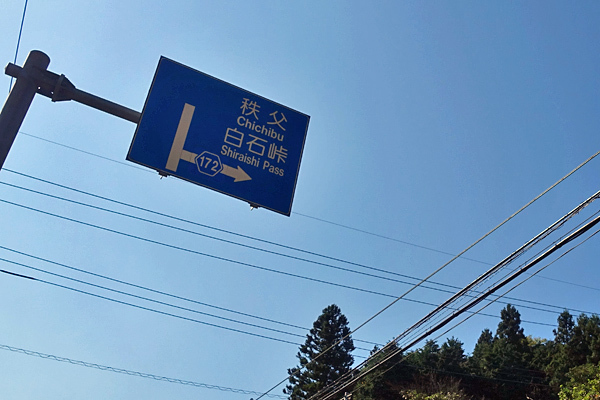 秩父
Chichibu
白石峠
Shiraishi Pass
172